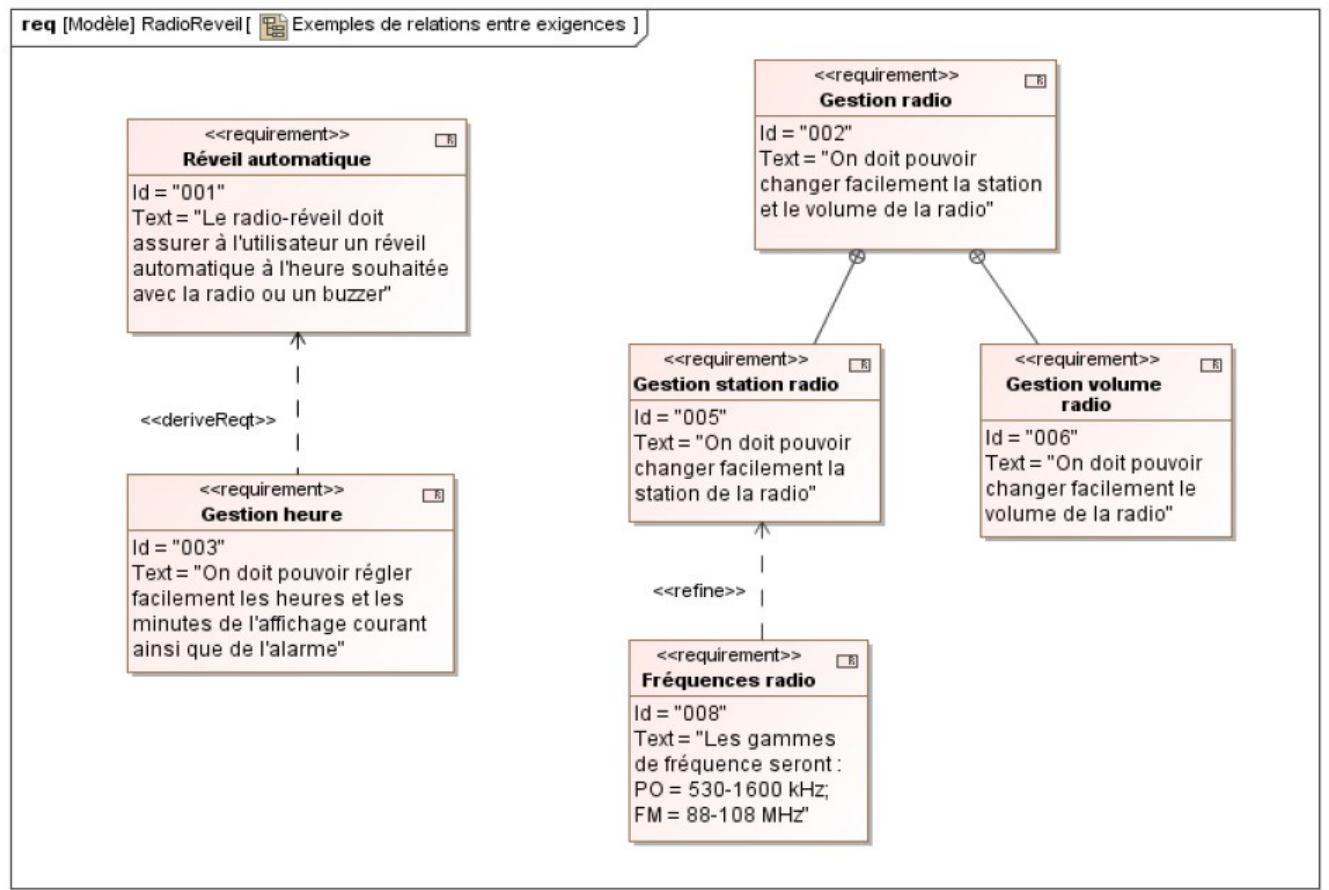 req [Modèle] RadioReveil [ Exemples de relations entre exigences ]
<<requirement>>
Réveil automatique
Id = "001"
Text = "Le radio-réveil doit
assurer à l'utilisateur un réveil
automatique à l'heure souhaitée
avec la radio ou un buzzer"
<<deriveReqt>>
<<requirement>>
Gestion heure
Id = "003"
Text = "On doit pouvoir régler
facilement les heures et les
minutes de l'affichage courant
ainsi que de l'alarme"
<<requirement>>
Gestion radio
Id = "002"
Text = "On doit pouvoir
changer facilement la station
et le volume de la radio"
<<requirement>>
Gestion station radio
Id = "005"
Text = "On doit pouvoir
changer facilement la
station de la radio"
<<requirement>>
Gestion volume
radio
Id = "006"
Text = "On doit pouvoir
changer facilement le
volume de la radio"
<<refine>>
<<requirement>>
Fréquences radio
Id = "008"
Text = "Les gammes
de fréquence seront :
PO = 530-1600 kHz;
FM = 88-108 MHz"